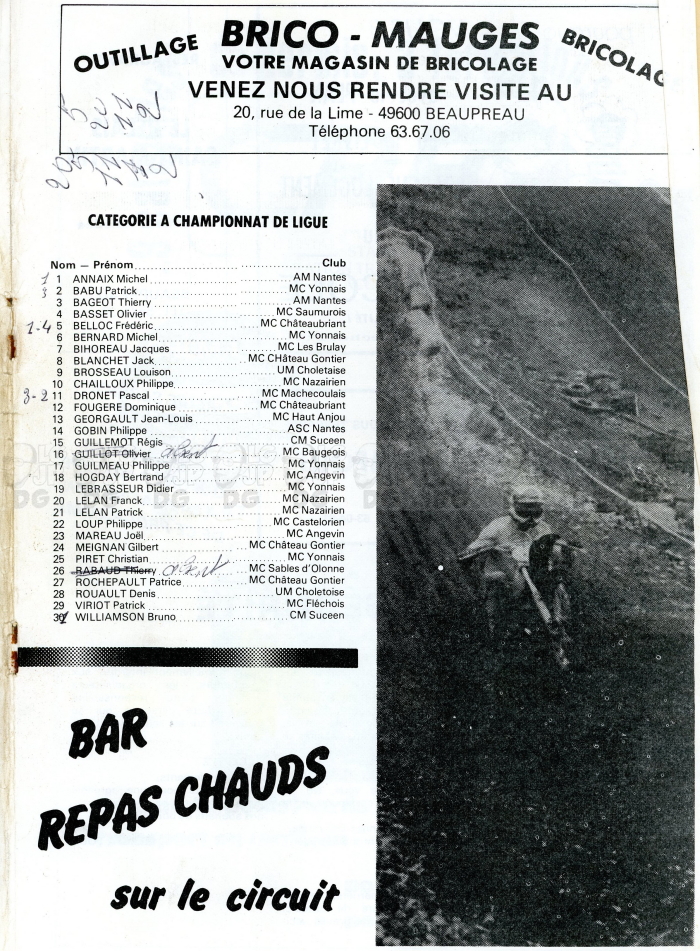 OUTILLAGE BRICO - MAUGES BRICOLAG
VOTRE MAGASIN DE BRICOLAGE
VENEZ NOUS RENDRE VISITE AU
20, rue de la Lime - 49600 BEAUPREAU
Téléphone 63.67.06
CATEGORIE A CHAMPIONNAT DE LIGUE
Nom — Prénom Club
1 1 ANNAIX Michel AM Nantes
3 2 BABU Patrick MC Yonnais
3 BAGEOT Thierry AM Nantes
4 BASSET Olivier MC Saumurois
1-4 5 BELLOC Frédéric MC Châteaubriant
6 BERNARD Michel MC Yonnais
7 BIHOREAU Jacques MC Les Brulay
8 BLANCHET Jack MC CHâteau Gontier
9 BROSSEAU Louison UM Choletaise
10 CHAILLOUX Philippe MC Nazairien
3-2 11 DRONET Pascal MC Machecoulais
12 FOUGERE Dominique MC Châteaubriant
13 GEORGAULT Jean-Louis MC Haut Anjou
14 GOBIN Philippe ASC Nantes
15 GUILLEMOT Régis CM Suceen
16 GUILLOT Olivier abent MC Baugeois
17 GUILMEAU Philippe MC Yonnais
18 HOGDAY Bertrand MC Angevin
19 LEBRASSEUR Didier MC Yonnais
20 LELAN Franck MC Nazairien
21 LELAN Patrick MC Nazairien
22 LOUP Philippe MC Castelorien
23 MAREAU Joël MC Angevin
24 MEIGNAN Gilbert MC Château Gontier
25 PIRET Christian MC Yonnais
26 RABAUD Thierry abent MC Sables d'Olonne
27 ROCHEPAULT Patrice MC Château Gontier
28 ROUAULT Denis UM Choletoise
29 VIRIOT Patrick MC Fléchois
30 WILLIAMSON Bruno CM Suceen
BAR
REPAS CHAUDS
sur le circuit